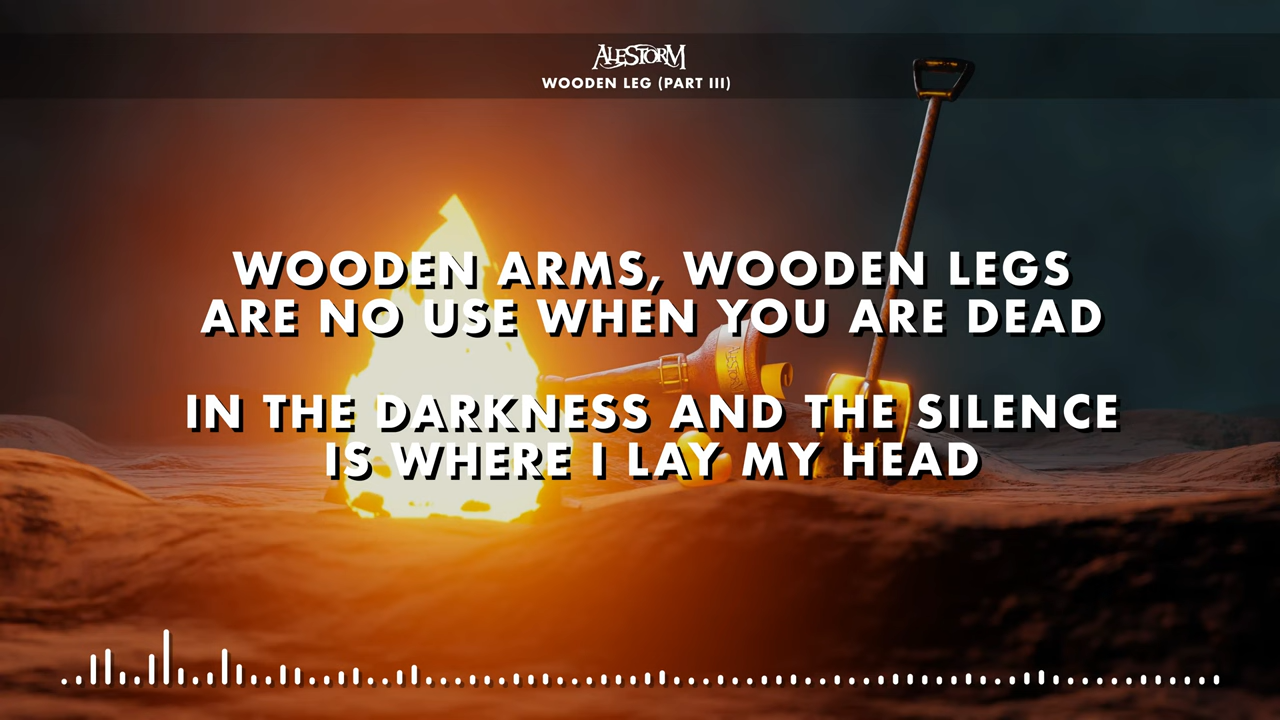 ALESTORM
WOODEN LEG (PART III)
WOODEN ARMS, WOODEN LEGS
ARE NO USE WHEN YOU ARE DEAD
IN THE DARKNESS AND THE SILENCE
IS WHERE I LAY MY HEAD
ALESTORM